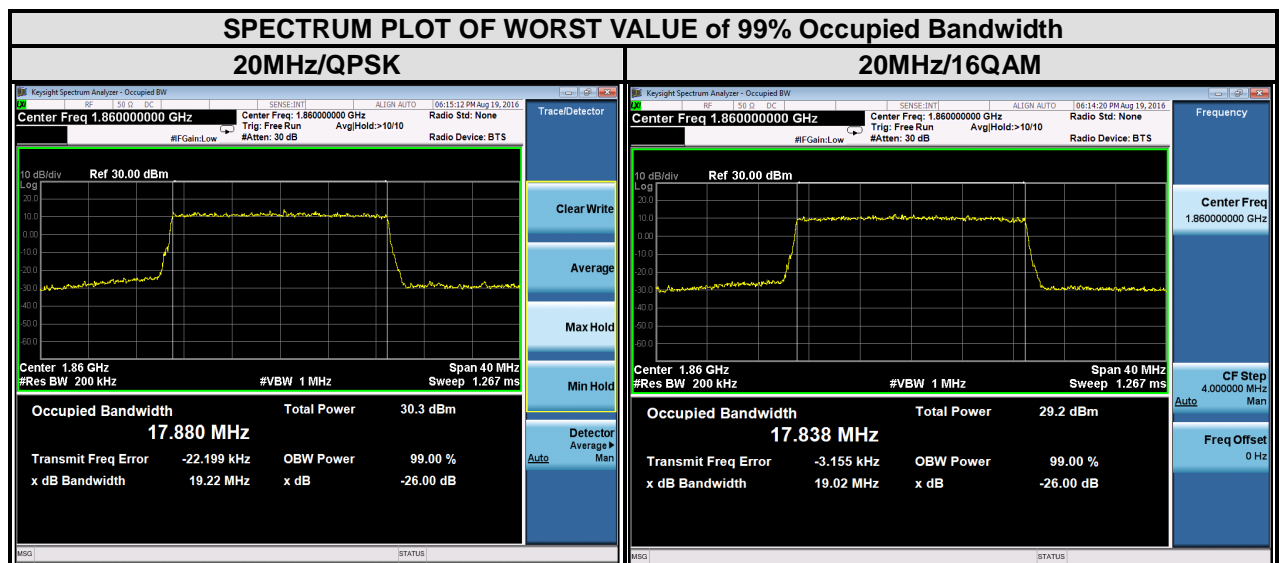 SPECTRUM PLOT OF WORST VALUE of 99% Occupied Bandwidth
20MHz/QPSK
Keysight Spectrum Analyzer - Occupied BW
LXI RF 50 Ω DC SENSE:INT ALIGN AUTO 06:15:12 PM Aug 19, 2016
Center Freq 1.860000000 GHz
Center Freq: 1.860000000 GHz Radio Std: None
Trig: Free Run Avg|Hold:>10/10
#IFGain:Low #Atten: 30 dB Radio Device: BTS
10 dB/div Ref 30.00 dBm
Log
20.0
10.0
0.00
-10.0
-20.0
-30.0
-40.0
-50.0
-60.0
Center 1.86 GHz Span 40 MHz
#Res BW 200 kHz #VBW 1 MHz Sweep 1.267 ms
Occupied Bandwidth Total Power 30.3 dBm
17.880 MHz
Transmit Freq Error -22.199 kHz OBW Power 99.00 %
x dB Bandwidth 19.22 MHz x dB -26.00 dB
MSG STATUS
Trace/Detector
Clear Write
Average
Max Hold
Min Hold
Detector
Average
Auto Man
20MHz/16QAM
Keysight Spectrum Analyzer - Occupied BW
LXI RF 50 Ω DC SENSE:INT ALIGN AUTO 06:14:20 PM Aug 19, 2016
Center Freq 1.860000000 GHz
Center Freq: 1.860000000 GHz Radio Std: None
Trig: Free Run Avg|Hold:>10/10
#IFGain:Low #Atten: 30 dB Radio Device: BTS
10 dB/div Ref 30.00 dBm
Log
20.0
10.0
0.00
-10.0
-20.0
-30.0
-40.0
-50.0
-60.0
Center 1.86 GHz Span 40 MHz
#Res BW 200 kHz #VBW 1 MHz Sweep 1.267 ms
Occupied Bandwidth Total Power 29.2 dBm
17.838 MHz
Transmit Freq Error -3.155 kHz OBW Power 99.00 %
x dB Bandwidth 19.02 MHz x dB -26.00 dB
MSG STATUS
Frequency
Center Freq
1.860000000 GHz
CF Step
4.000000 MHz
Auto Man
Freq Offset
0 Hz